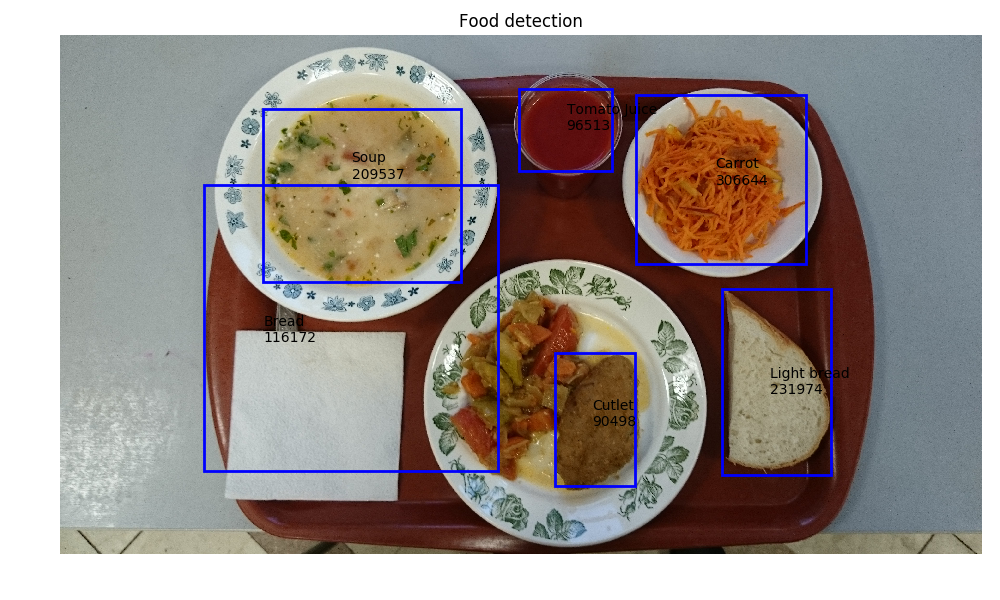 Food detection
Soup
209537
Tomato juice
96513
Carrot
306644
Bread
116172
Light bread
231974
Cutlet
90498